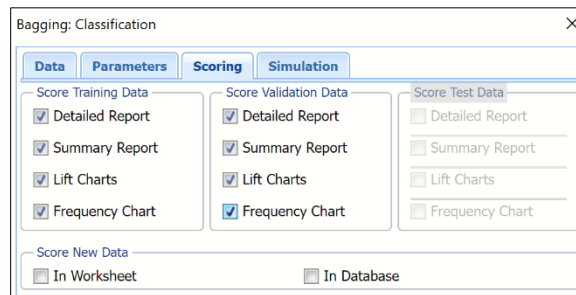 Bagging: Classification
Data Parameters Scoring Simulation
Score Training Data Score Validation Data Score Test Data
Detailed Report Detailed Report Detailed Report
Summary Report Summary Report Summary Report
Lift Charts Lift Charts Lift Charts
Frequency Chart Frequency Chart Frequency Chart
Score New Data
In Worksheet In Database